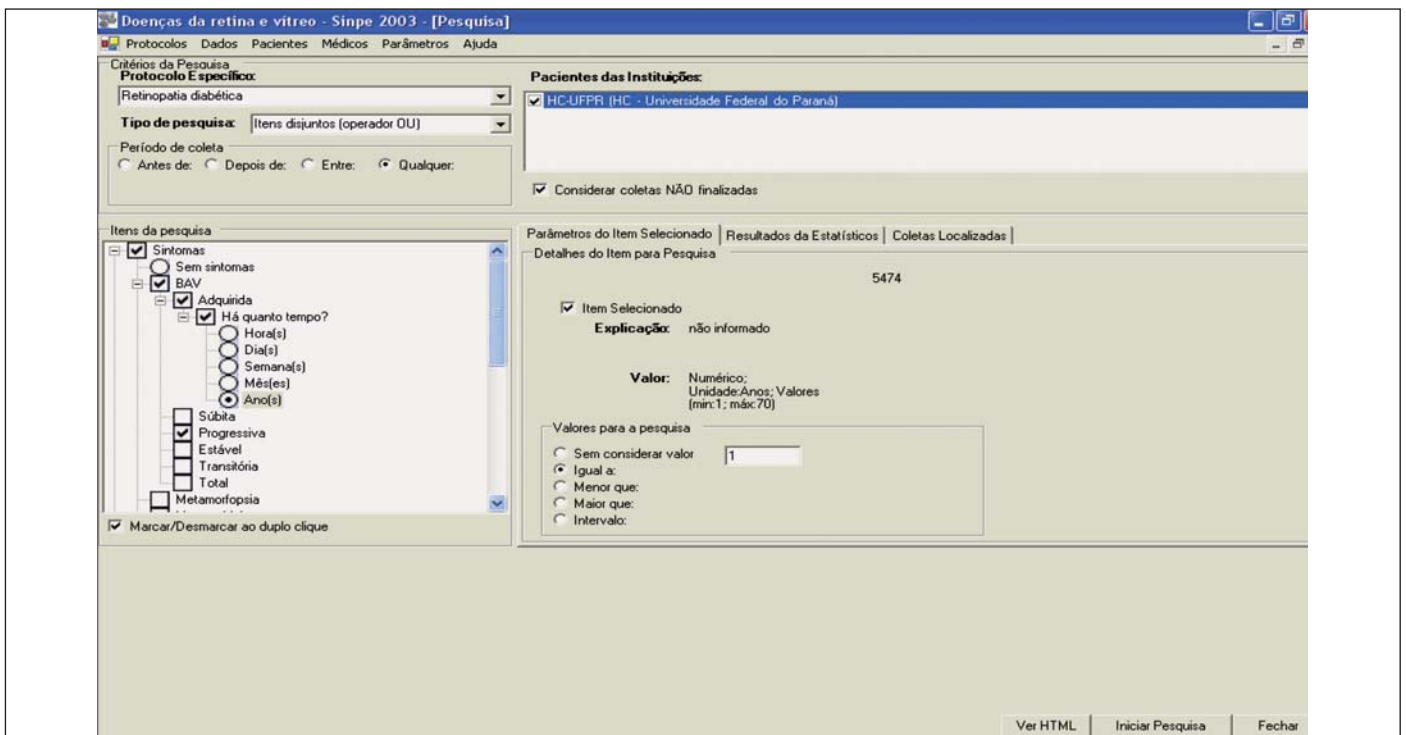 Doenças da retina e vítreo - Sinpe 2003 - [Pesquisa]
Protocolos Dados Pacientes Médicos Parâmetros Ajuda
Critérios da Pesquisa
Protocolo Específico:
Retinopatia diabética
Tipo de pesquisa: Itens disjuntos (operador OU)
Período de coleta
Antes de: Depois de: Entre: Qualquer:
Pacientes das Instituições:
HC-UFPR (HC - Universidade Federal do Paraná)
Considerar coletas NÃO finalizadas
Itens da pesquisa
Sintomas
Sem sintomas
BAV
Adquirida
Há quanto tempo?
Hora(s)
Dia(s)
Semana(s)
Mês(es)
Ano(s)
Súbita
Progressiva
Estável
Transitória
Total
Metamorfopsia
Marcar/Desmarcar ao duplo clique
Parâmetros do Item Selecionado Resultados da Estatísticos Coletas Localizadas
Detalhes do Item para Pesquisa
5474
Item Selecionado
Explicação: não informado
Valor: Numérico;
Unidade:Anos; Valores
(min:1; máx:70)
Valores para a pesquisa
Sem considerar valor 1
Igual a:
Menor que:
Maior que:
Intervalo:
Ver HTML Iniciar Pesquisa Fechar